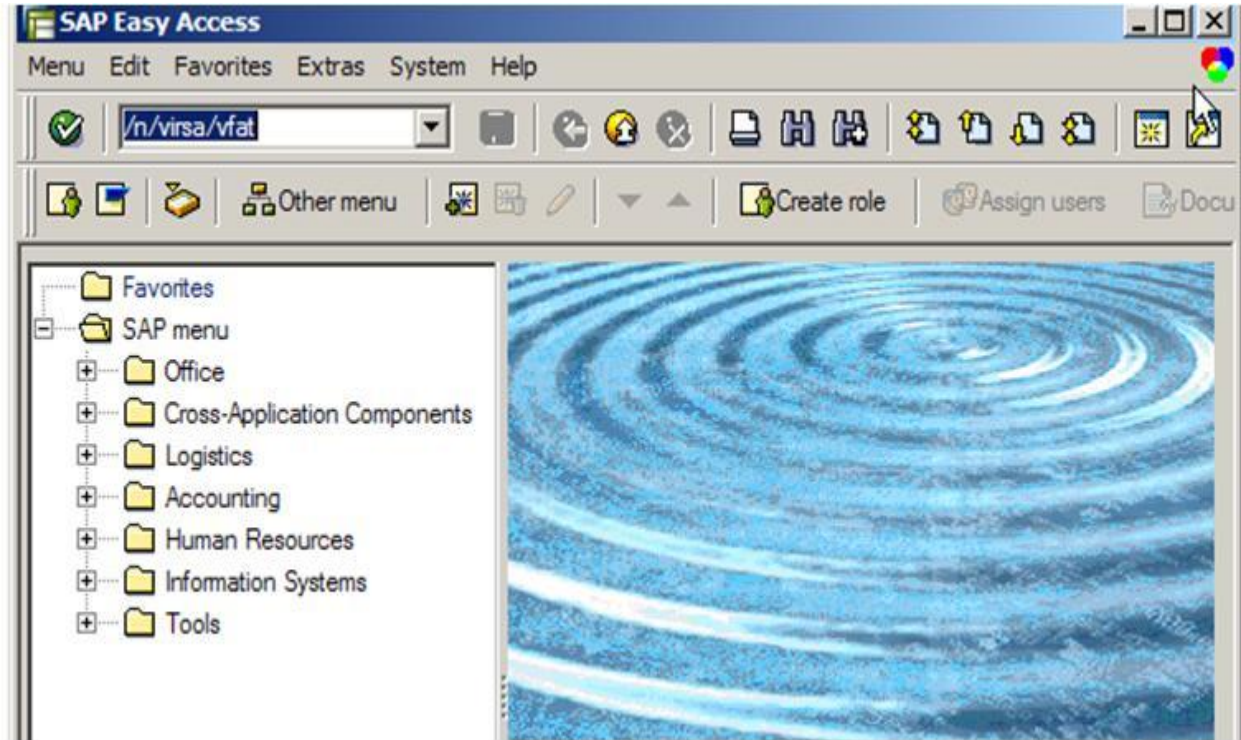 SAP Easy Access
Menu Edit Favorites Extras System Help
/n/virsa/vfat
Other menu Create role Assign users Docu
Favorites
SAP menu
Office
Cross-Application Components
Logistics
Accounting
Human Resources
Information Systems
Tools